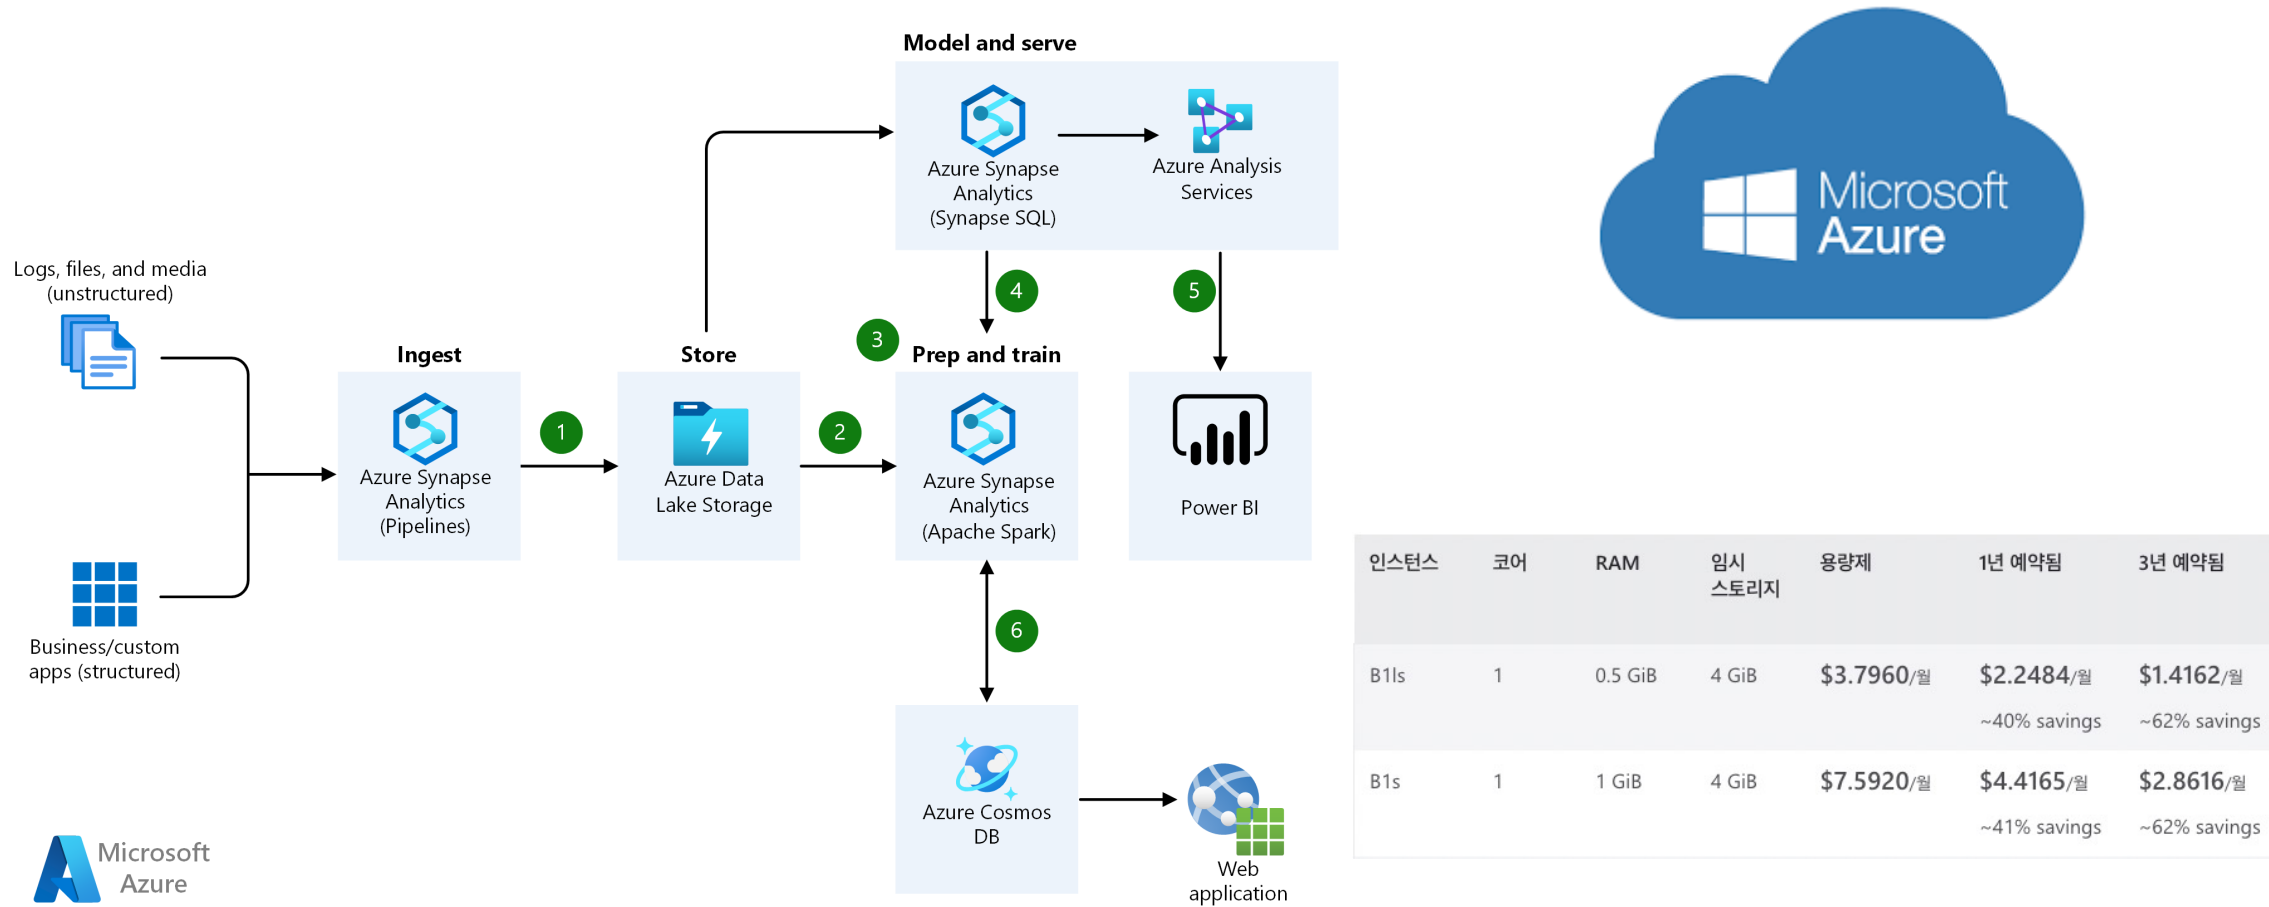 Model and serve
Azure Synapse
Analytics
(Synapse SQL)
Azure Analysis
Services
Microsoft
Azure
Logs, files, and media
(unstructured)
4
5
3
Ingest
Store
Prep and train
1
2
Azure Synapse
Analytics
(Pipelines)
Azure Data
Lake Storage
Azure Synapse
Analytics
(Apache Spark)
Power BI
Business/custom
apps (structured)
6
Azure Cosmos
DB
Web
application
Microsoft
Azure
인스턴스 코어 RAM 임시 용량제 1년 예약됨 3년 예약됨
스토리지
B1ls 1 0.5 GiB 4 GiB $3.7960/월 $2.2484/월 $1.4162/월
~40% savings ~62% savings
B1s 1 1 GiB 4 GiB $7.5920/월 $4.4165/월 $2.8616/월
~41% savings ~62% savings